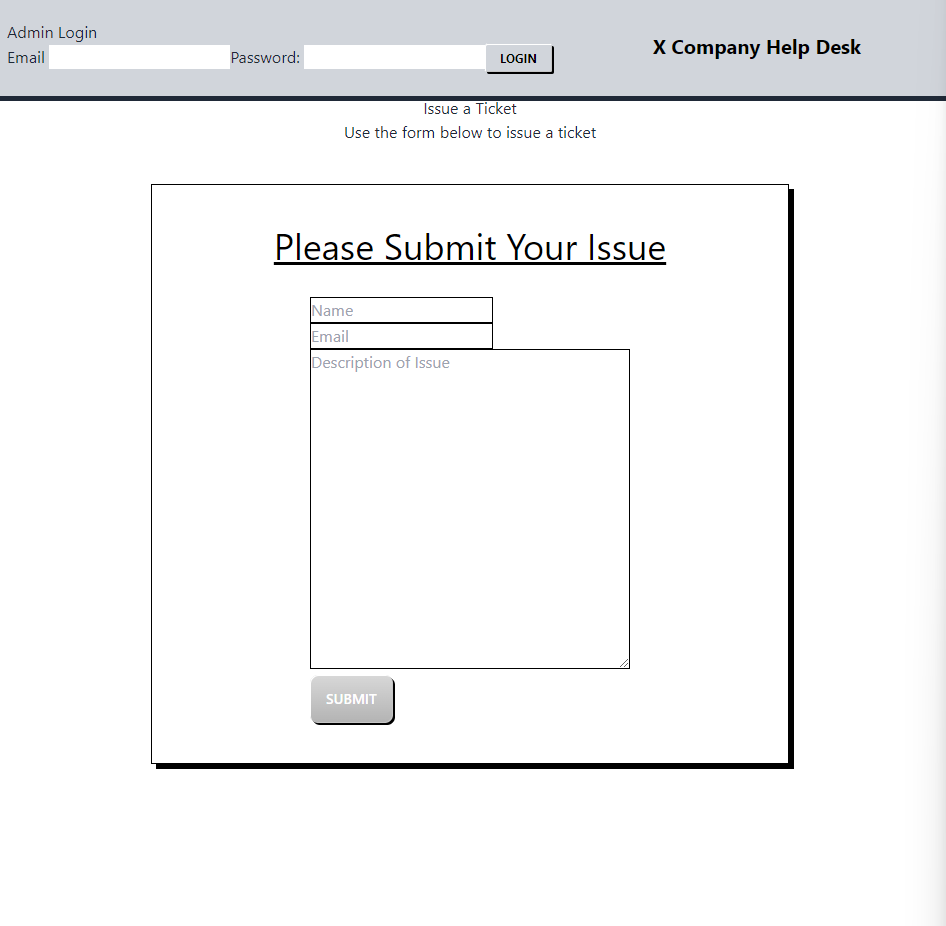 Admin Login
Email Password: LOGIN
X Company Help Desk
Issue a Ticket
Use the form below to issue a ticket
Please Submit Your Issue
Name
Email
Description of Issue
SUBMIT